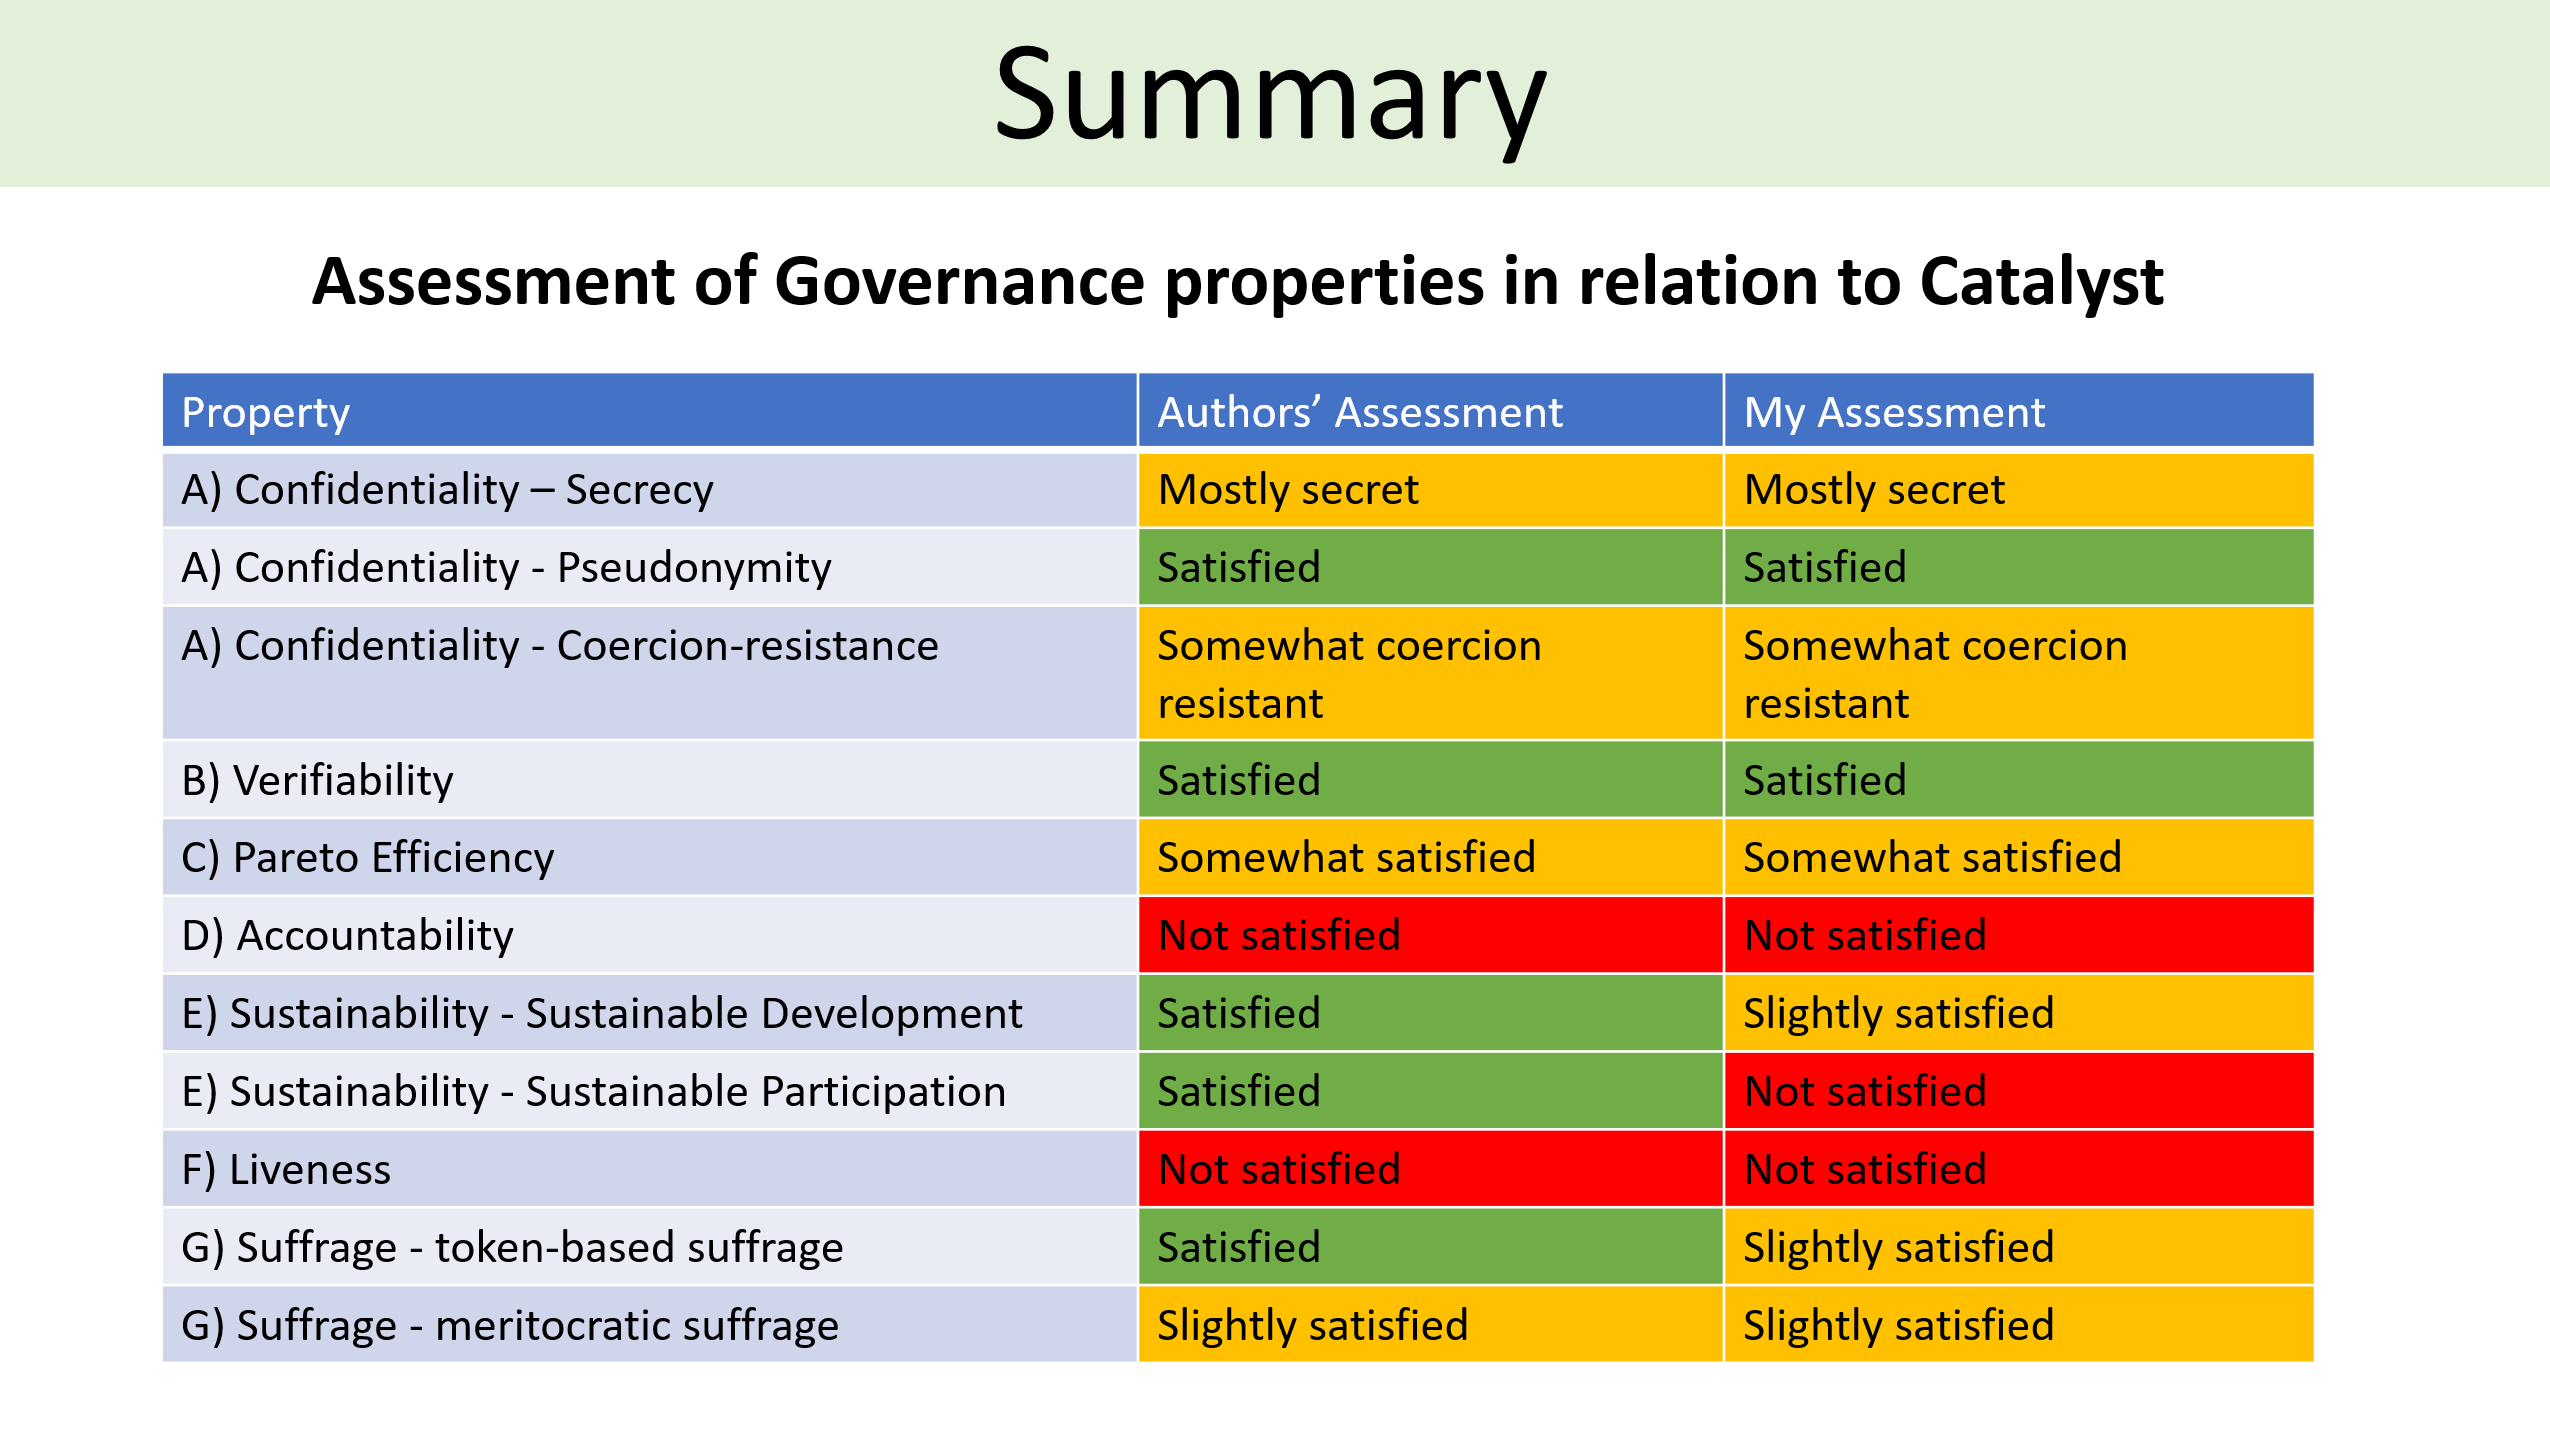 Summary
Assessment of Governance properties in relation to Catalyst
Property Authors’ Assessment My Assessment
A) Confidentiality – Secrecy Mostly secret Mostly secret
A) Confidentiality - Pseudonymity Satisfied Satisfied
A) Confidentiality - Coercion-resistance Somewhat coercion Somewhat coercion
resistant resistant
B) Verifiability Satisfied Satisfied
C) Pareto Efficiency Somewhat satisfied Somewhat satisfied
D) Accountability Not satisfied Not satisfied
E) Sustainability - Sustainable Development Satisfied Slightly satisfied
E) Sustainability - Sustainable Participation Satisfied Not satisfied
F) Liveness Not satisfied Not satisfied
G) Suffrage - token-based suffrage Satisfied Slightly satisfied
G) Suffrage - meritocratic suffrage Slightly satisfied Slightly satisfied